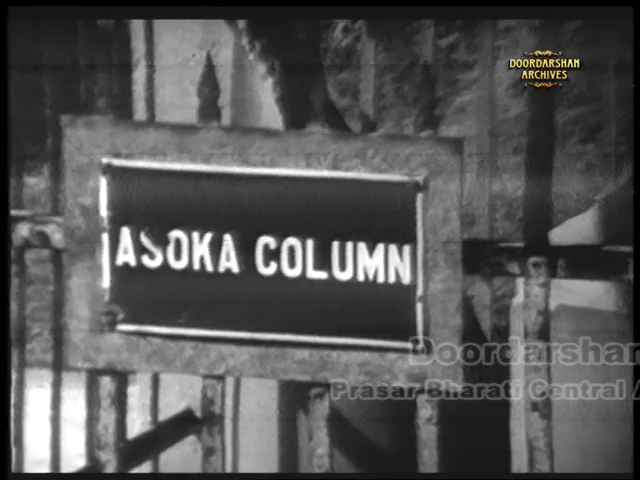 DOORDARSHAN
ARCHIVES
ASOKA COLUMN
Doordarshan
Prasar Bharati Central A